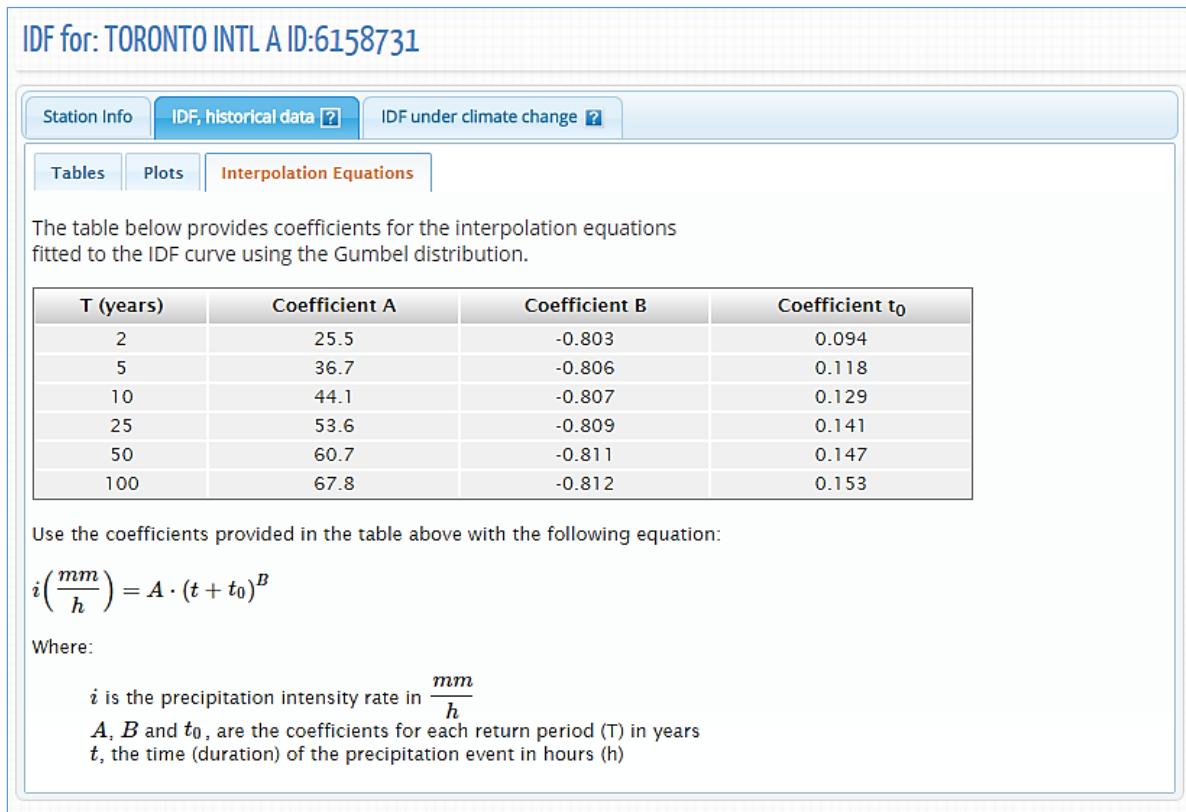 IDF for: TORONTO INTL A ID:6158731
Station Info IDF, historical data ? IDF under climate change ?
Tables Plots Interpolation Equations
The table below provides coefficients for the interpolation equations
fitted to the IDF curve using the Gumbel distribution.
T (years) Coefficient A Coefficient B Coefficient t₀
2 25.5 -0.803 0.094
5 36.7 -0.806 0.118
10 44.1 -0.807 0.129
25 53.6 -0.809 0.141
50 60.7 -0.811 0.147
100 67.8 -0.812 0.153
Use the coefficients provided in the table above with the following equation:
i(mm/h) = A · (t + t₀)^B
Where:
i is the precipitation intensity rate in mm/h
A, B and t₀, are the coefficients for each return period (T) in years
t, the time (duration) of the precipitation event in hours (h)